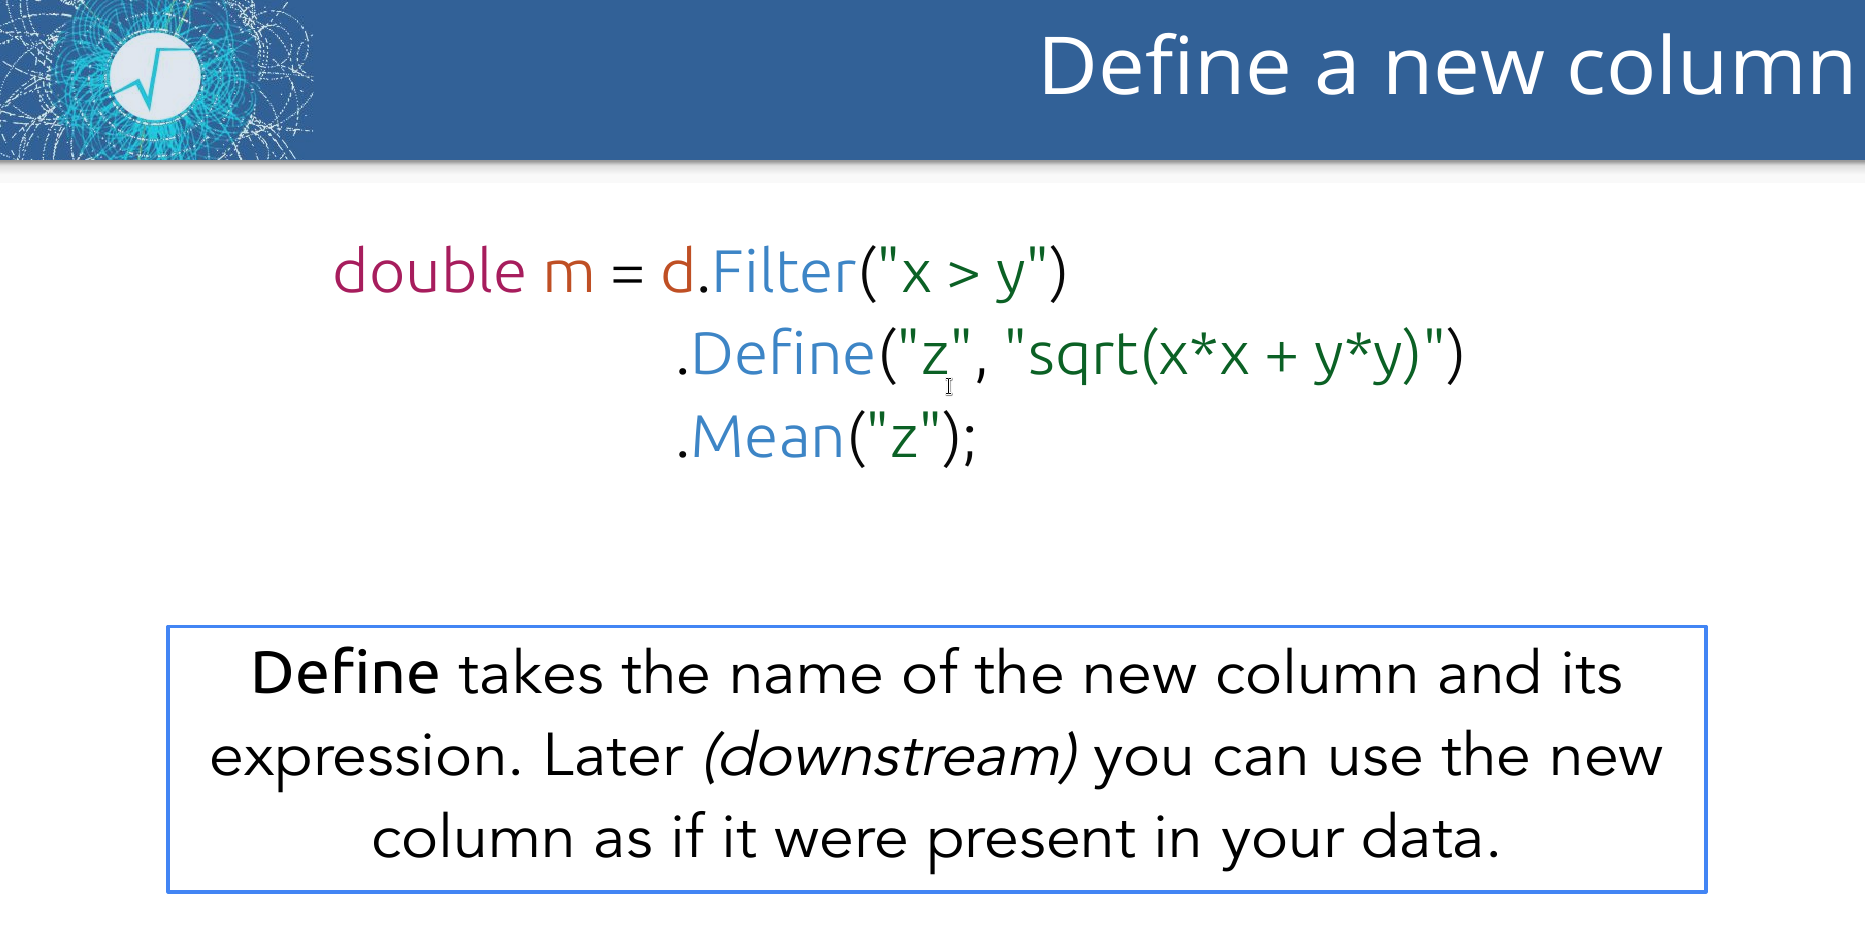 Define a new column
double m = d.Filter("x > y")
.Define("z", "sqrt(x*x + y*y)")
.Mean("z");
Define takes the name of the new column and its
expression. Later (downstream) you can use the new
column as if it were present in your data.